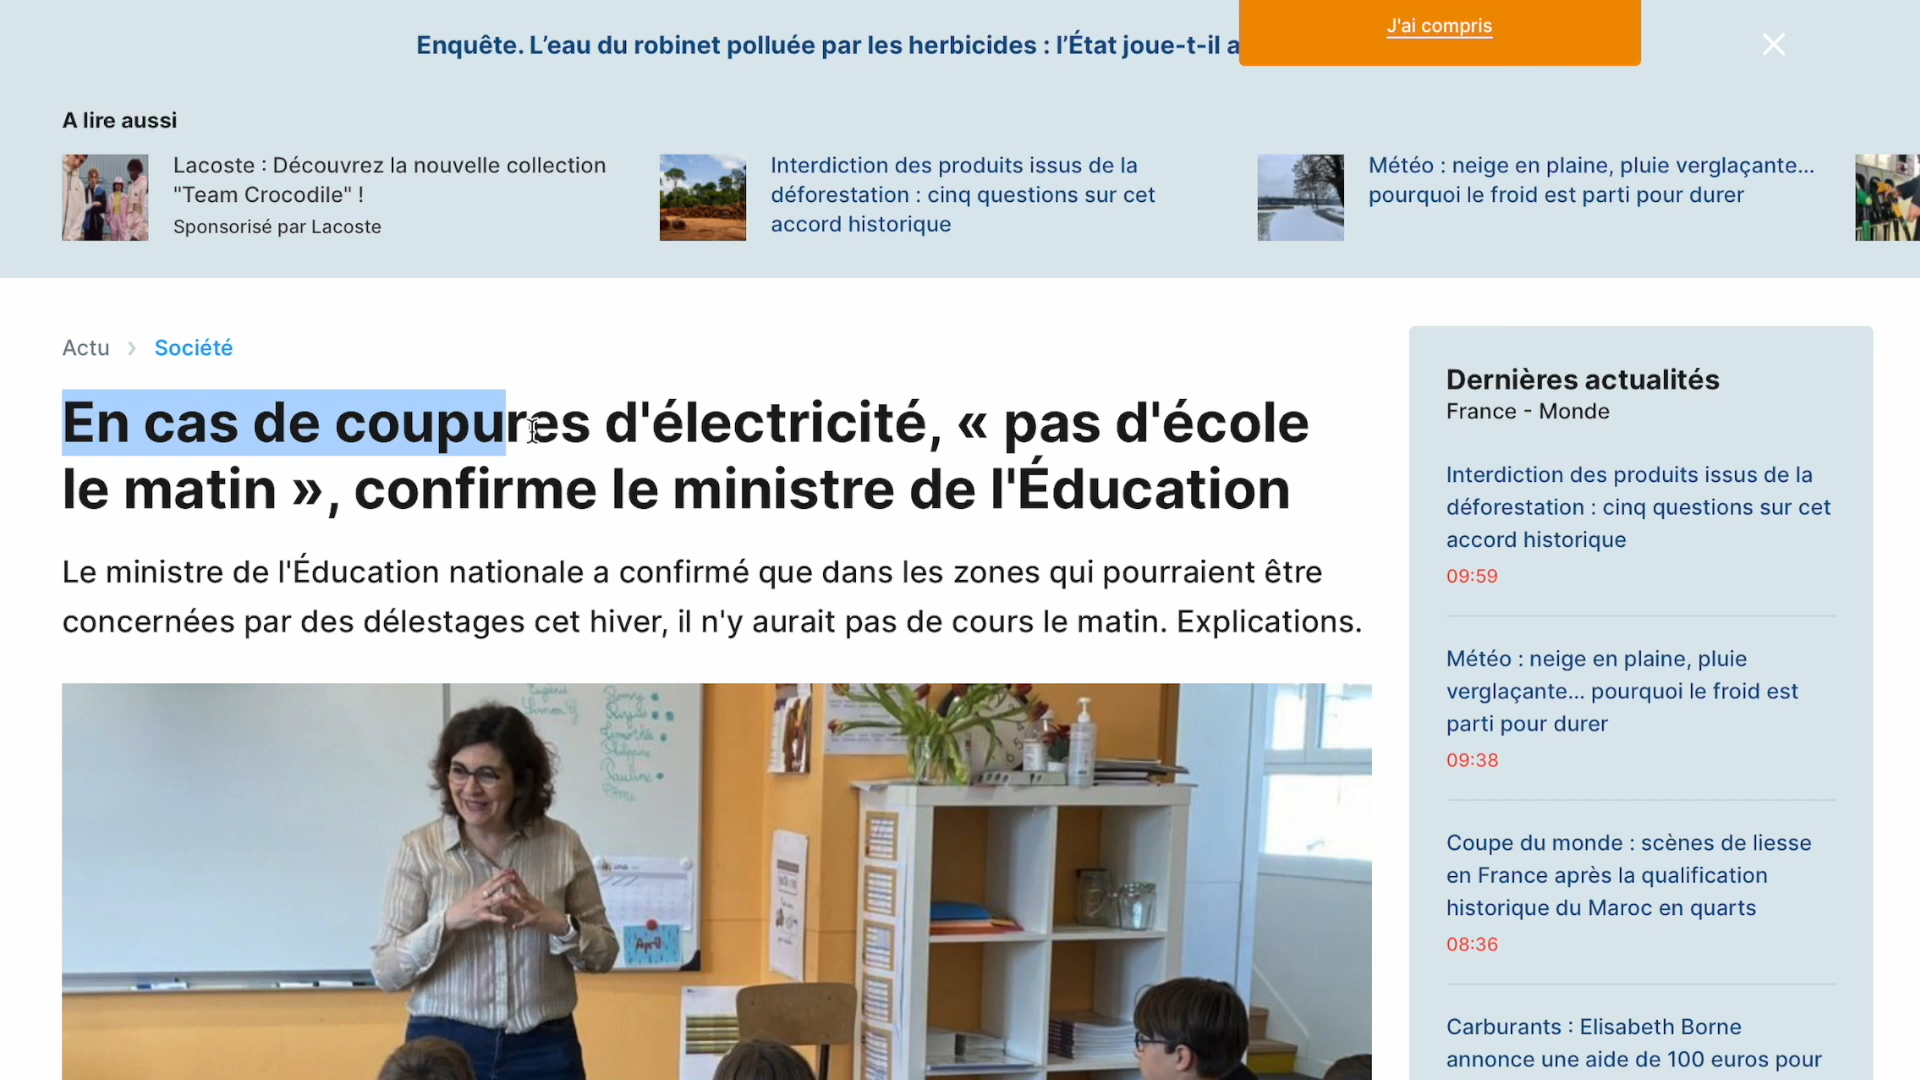 Enquête. L’eau du robinet polluée par les herbicides : l’État joue-t-il a
J'ai compris
A lire aussi
Lacoste : Découvrez la nouvelle collection
"Team Crocodile" !
Sponsorisé par Lacoste
Interdiction des produits issus de la
déforestation : cinq questions sur cet
accord historique
Météo : neige en plaine, pluie verglaçante...
pourquoi le froid est parti pour durer
Actu > Société
En cas de coupures d'électricité, « pas d'école
le matin », confirme le ministre de l'Éducation
Le ministre de l'Éducation nationale a confirmé que dans les zones qui pourraient être
concernées par des délestages cet hiver, il n'y aurait pas de cours le matin. Explications.
April
Dernières actualités
France - Monde
Interdiction des produits issus de la
déforestation : cinq questions sur cet
accord historique
09:59
Météo : neige en plaine, pluie
verglaçante... pourquoi le froid est
parti pour durer
09:38
Coupe du monde : scènes de liesse
en France après la qualification
historique du Maroc en quarts
08:36
Carburants : Elisabeth Borne
annonce une aide de 100 euros pour